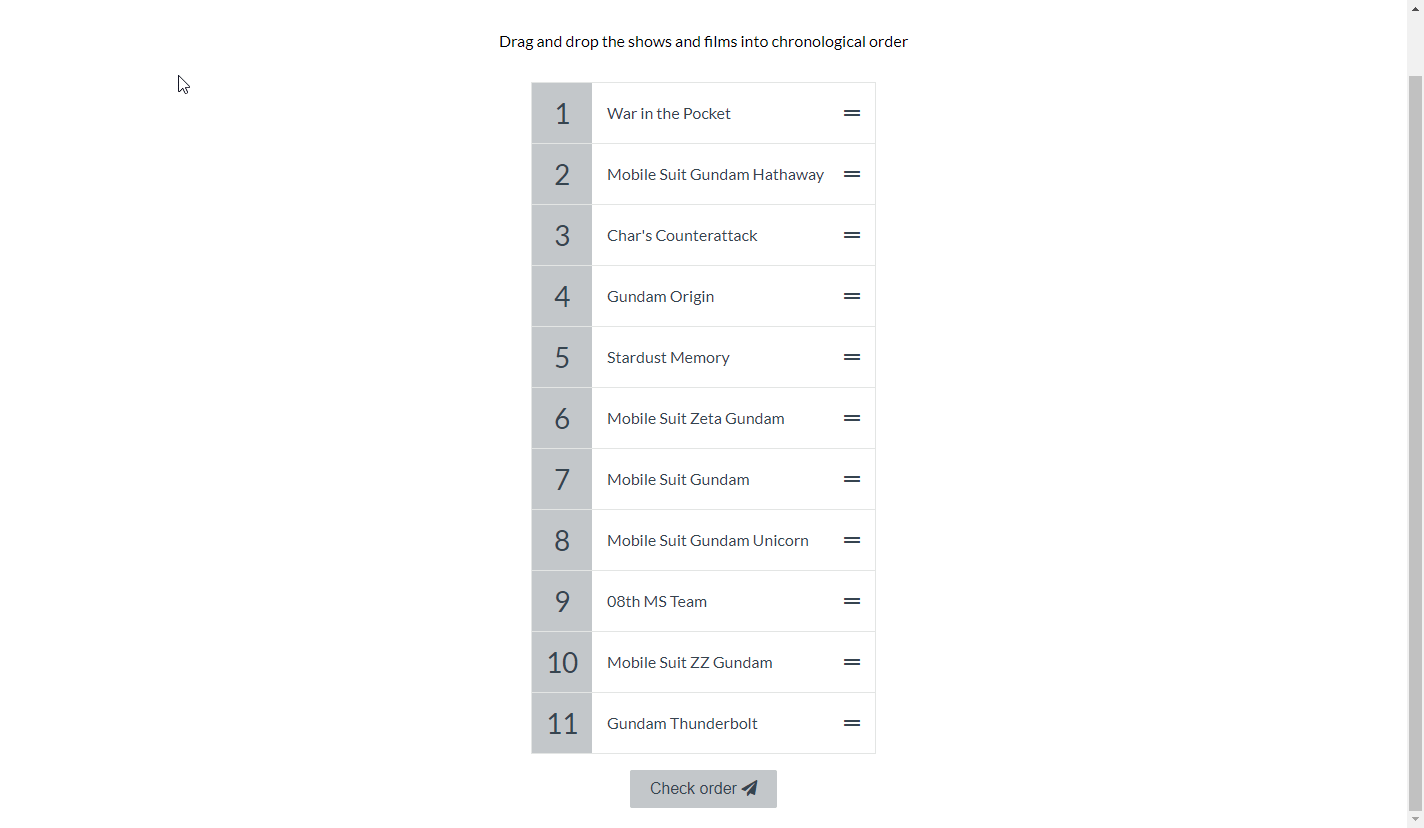 Drag and drop the shows and films into chronological order
1 War in the Pocket
2 Mobile Suit Gundam Hathaway
3 Char's Counterattack
4 Gundam Origin
5 Stardust Memory
6 Mobile Suit Zeta Gundam
7 Mobile Suit Gundam
8 Mobile Suit Gundam Unicorn
9 08th MS Team
10 Mobile Suit ZZ Gundam
11 Gundam Thunderbolt
Check order